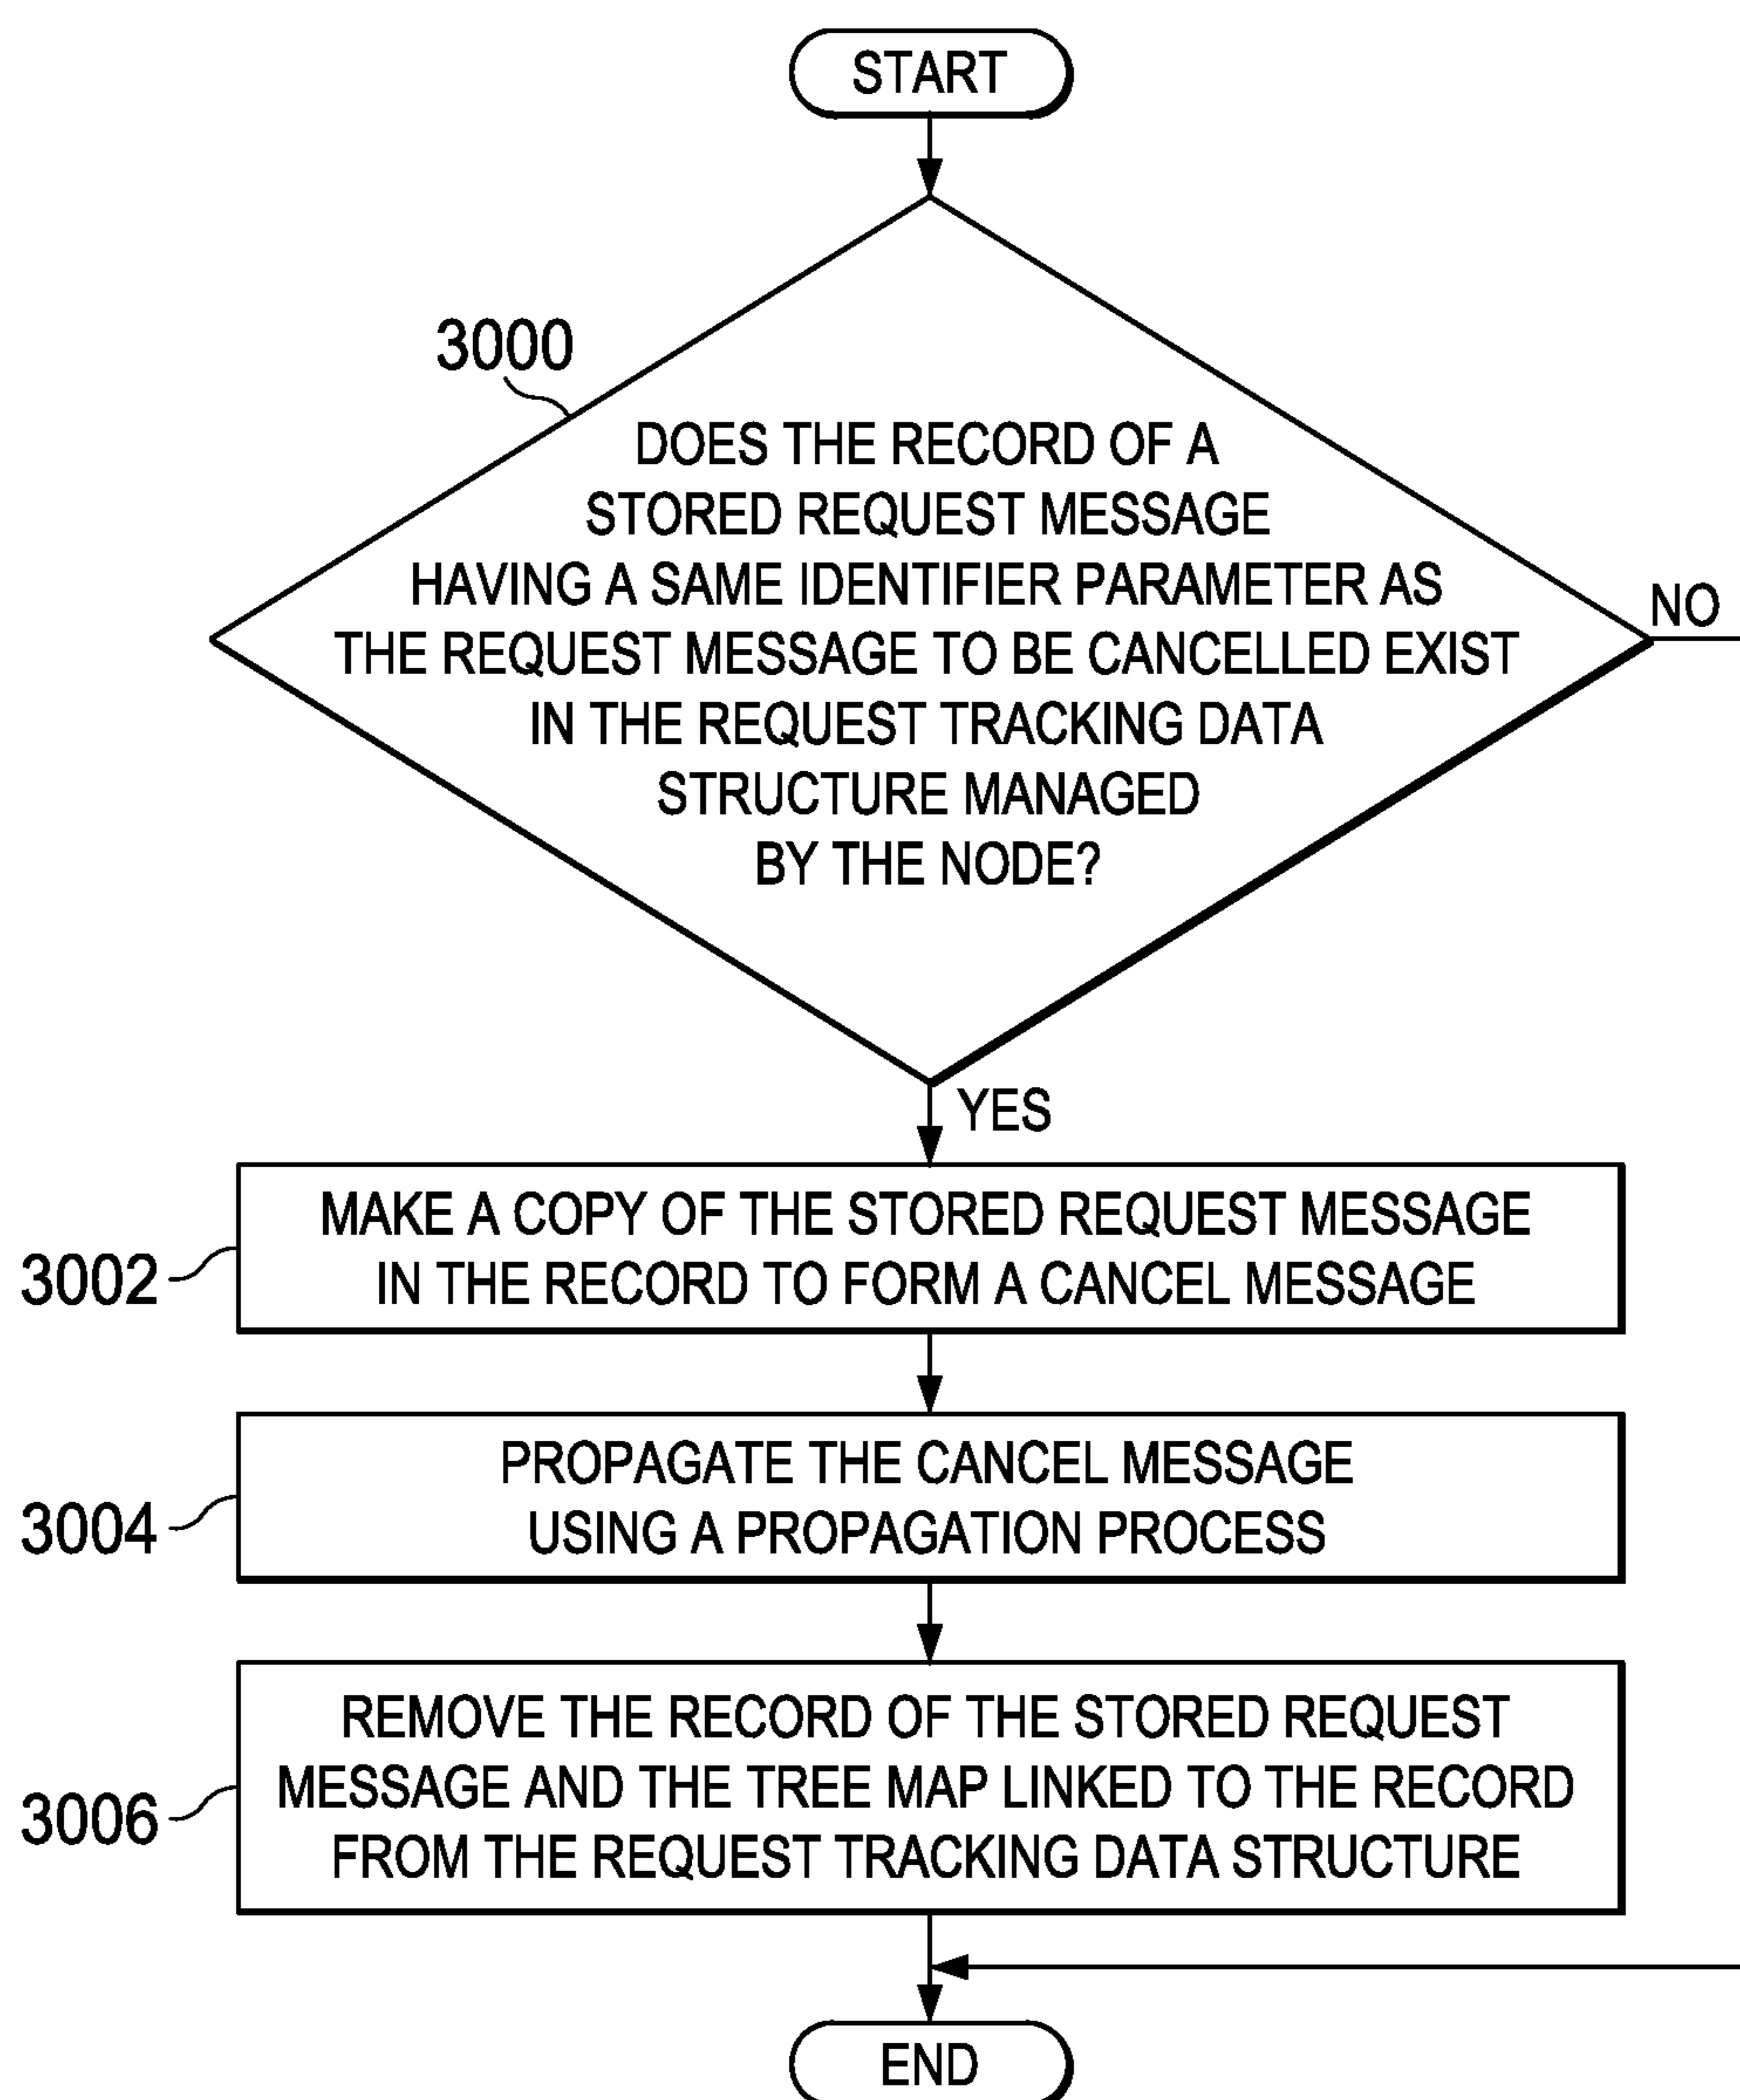 START
3000
DOES THE RECORD OF A
STORED REQUEST MESSAGE
HAVING A SAME IDENTIFIER PARAMETER AS
THE REQUEST MESSAGE TO BE CANCELLED EXIST
IN THE REQUEST TRACKING DATA
STRUCTURE MANAGED
BY THE NODE?
NO
YES
3002
MAKE A COPY OF THE STORED REQUEST MESSAGE
IN THE RECORD TO FORM A CANCEL MESSAGE
3004
PROPAGATE THE CANCEL MESSAGE
USING A PROPAGATION PROCESS
3006
REMOVE THE RECORD OF THE STORED REQUEST
MESSAGE AND THE TREE MAP LINKED TO THE RECORD
FROM THE REQUEST TRACKING DATA STRUCTURE
END